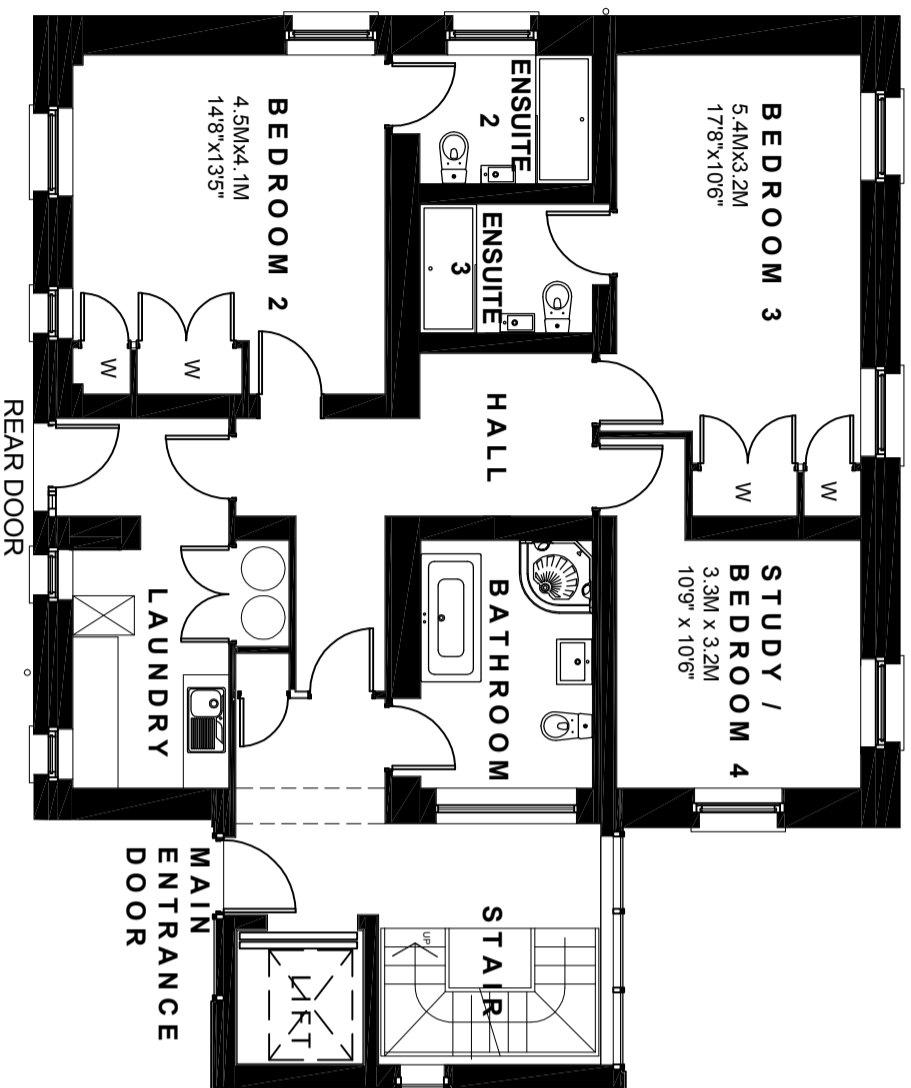 BEDROOM 3
5.4Mx3.2M
17'8"x10'6"
STUDY /
BEDROOM 4
3.3M x 3.2M
10'9" x 10'6"
W
W
ENSUITE
2
ENSUITE
3
HALL
BATHROOM
STAIR
UP
BEDROOM 2
4.5Mx4.1M
14'8"x13'5"
W
W
LAUNDRY
LIFT
MAIN
ENTRANCE
DOOR
REAR DOOR